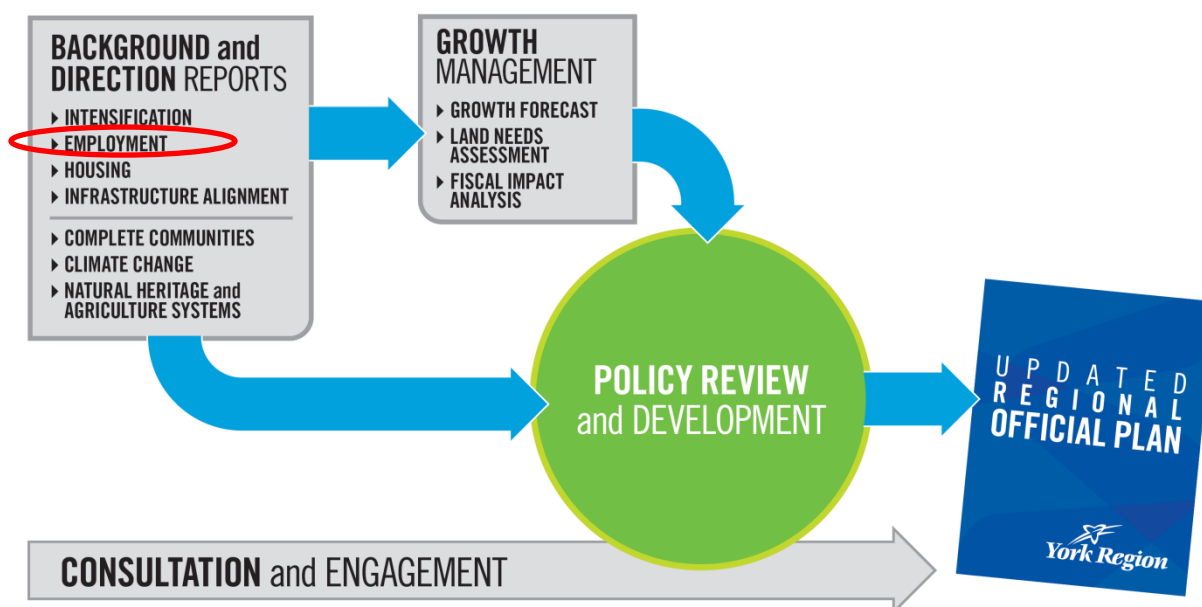 BACKGROUND and
DIRECTION REPORTS
INTENSIFICATION
EMPLOYMENT
HOUSING
INFRASTRUCTURE ALIGNMENT
COMPLETE COMMUNITIES
CLIMATE CHANGE
NATURAL HERITAGE and
AGRICULTURE SYSTEMS
GROWTH
MANAGEMENT
GROWTH FORECAST
LAND NEEDS
ASSESSMENT
FISCAL IMPACT
ANALYSIS
POLICY REVIEW
and DEVELOPMENT
UPDATED
REGIONAL
OFFICIAL PLAN
York Region
CONSULTATION and ENGAGEMENT